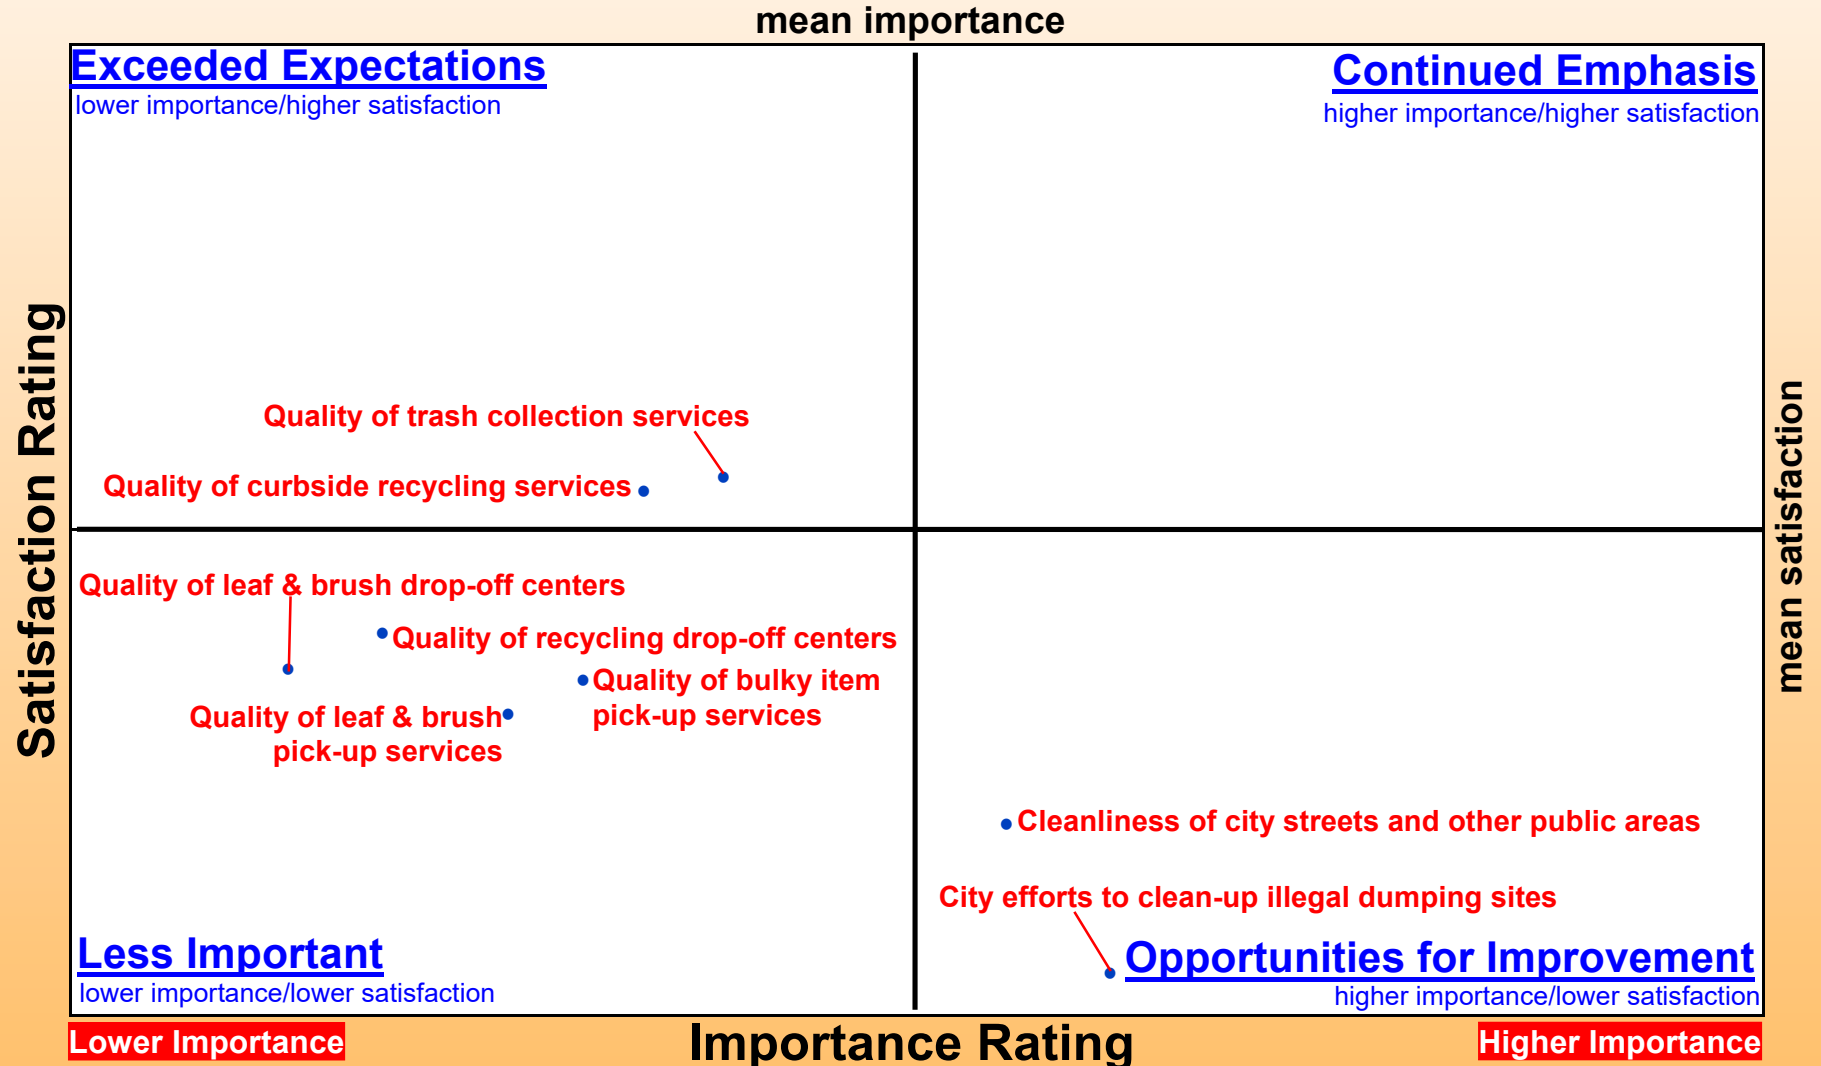 mean importance
Exceeded Expectations
lower importance/higher satisfaction
Continued Emphasis
higher importance/higher satisfaction
Satisfaction Rating
mean satisfaction
Quality of trash collection services
Quality of curbside recycling services
Quality of leaf & brush drop-off centers
Quality of recycling drop-off centers
Quality of bulky item
pick-up services
Quality of leaf & brush
pick-up services
Cleanliness of city streets and other public areas
City efforts to clean-up illegal dumping sites
Less Important
lower importance/lower satisfaction
Opportunities for Improvement
higher importance/lower satisfaction
Lower Importance
Importance Rating
Higher Importance